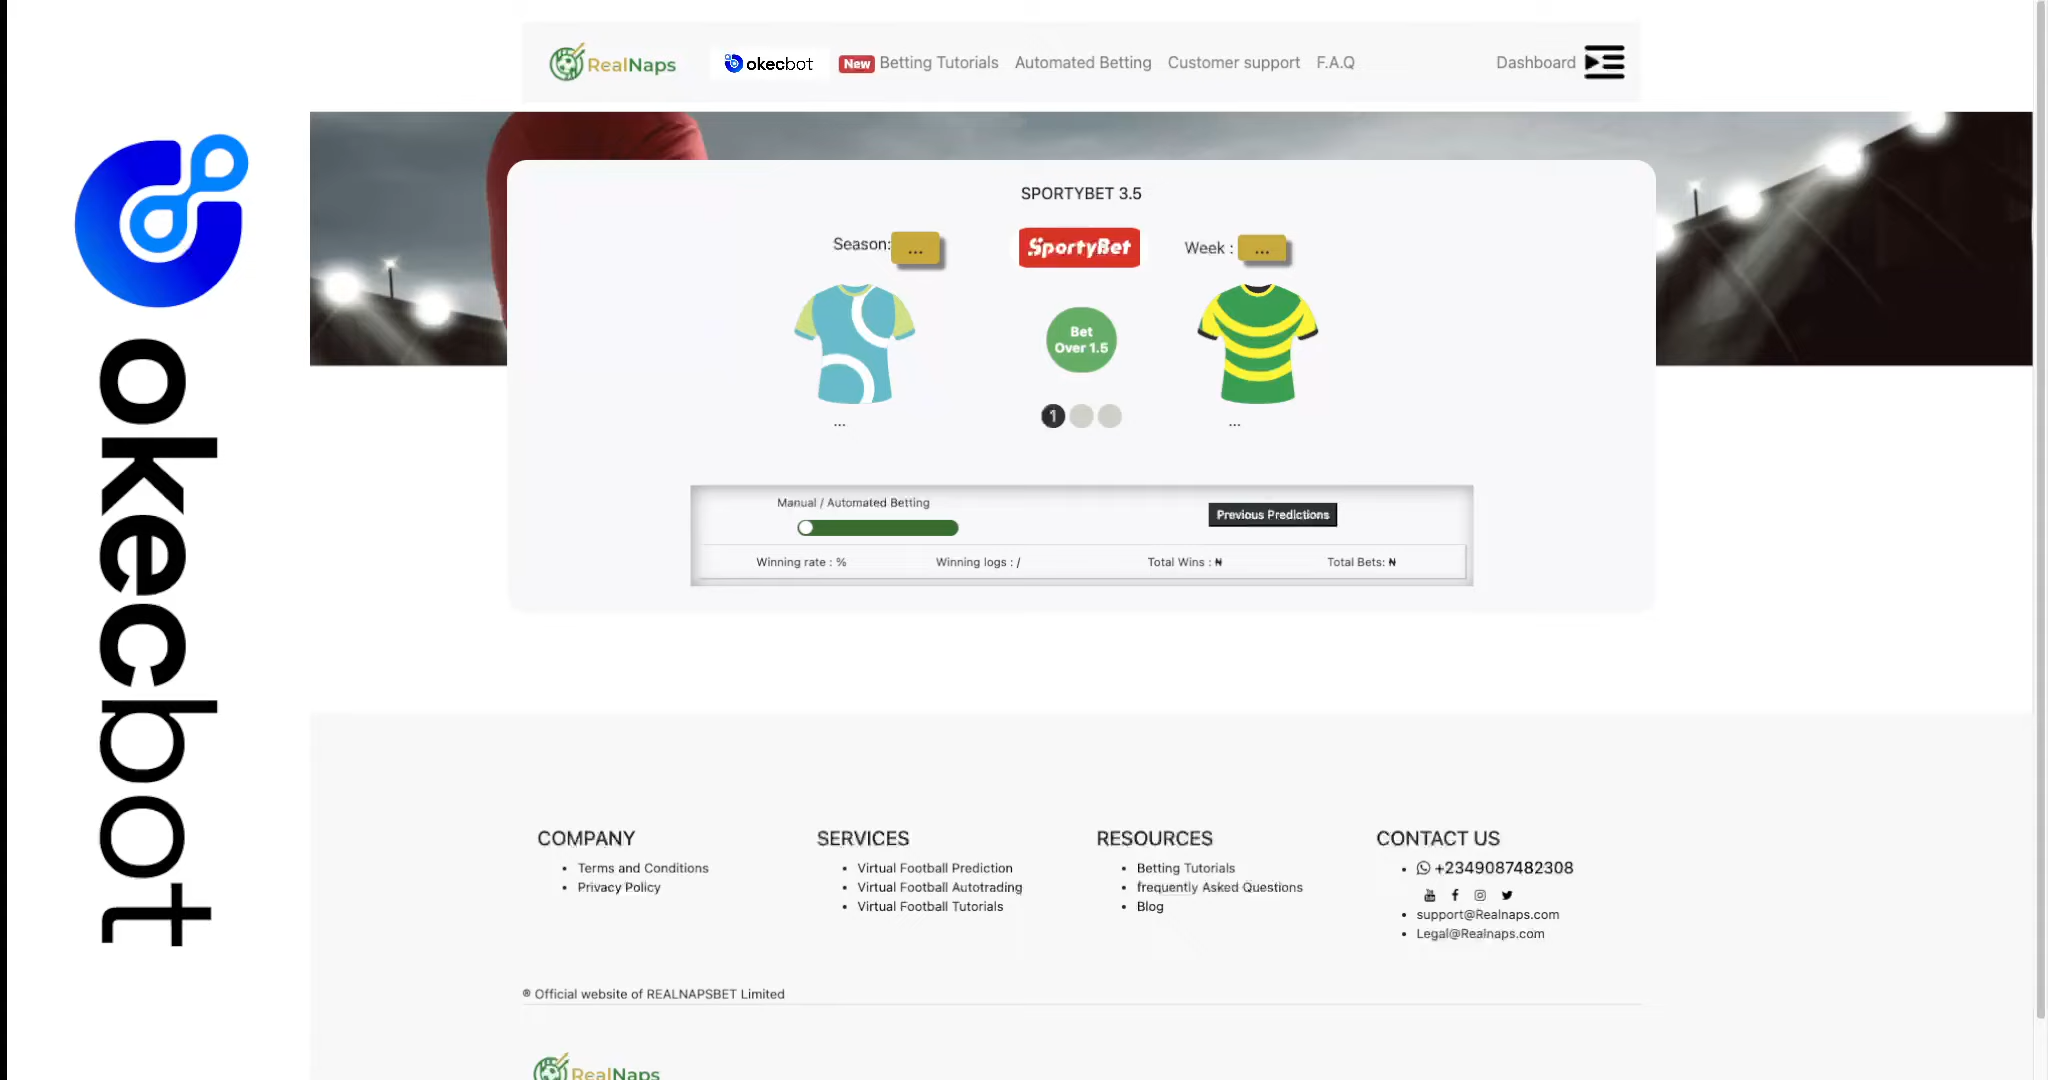 RealNaps
okecbot
New Betting Tutorials
Automated Betting
Customer support
F.A.Q
Dashboard
okecbot
SPORTYBET 3.5
Season: ...
SportyBet
Week : ...
Bet
Over 1.5
1
...
...
Manual / Automated Betting
Previous Predictions
Winning rate : %
Winning logs : /
Total Wins : ₦
Total Bets: ₦
COMPANY
• Terms and Conditions
• Privacy Policy
SERVICES
• Virtual Football Prediction
• Virtual Football Autotrading
• Virtual Football Tutorials
RESOURCES
• Betting Tutorials
• frequently Asked Questions
• Blog
CONTACT US
• +2349087482308
• support@Realnaps.com
• Legal@Realnaps.com
® Official website of REALNAPSBET Limited
RealNaps